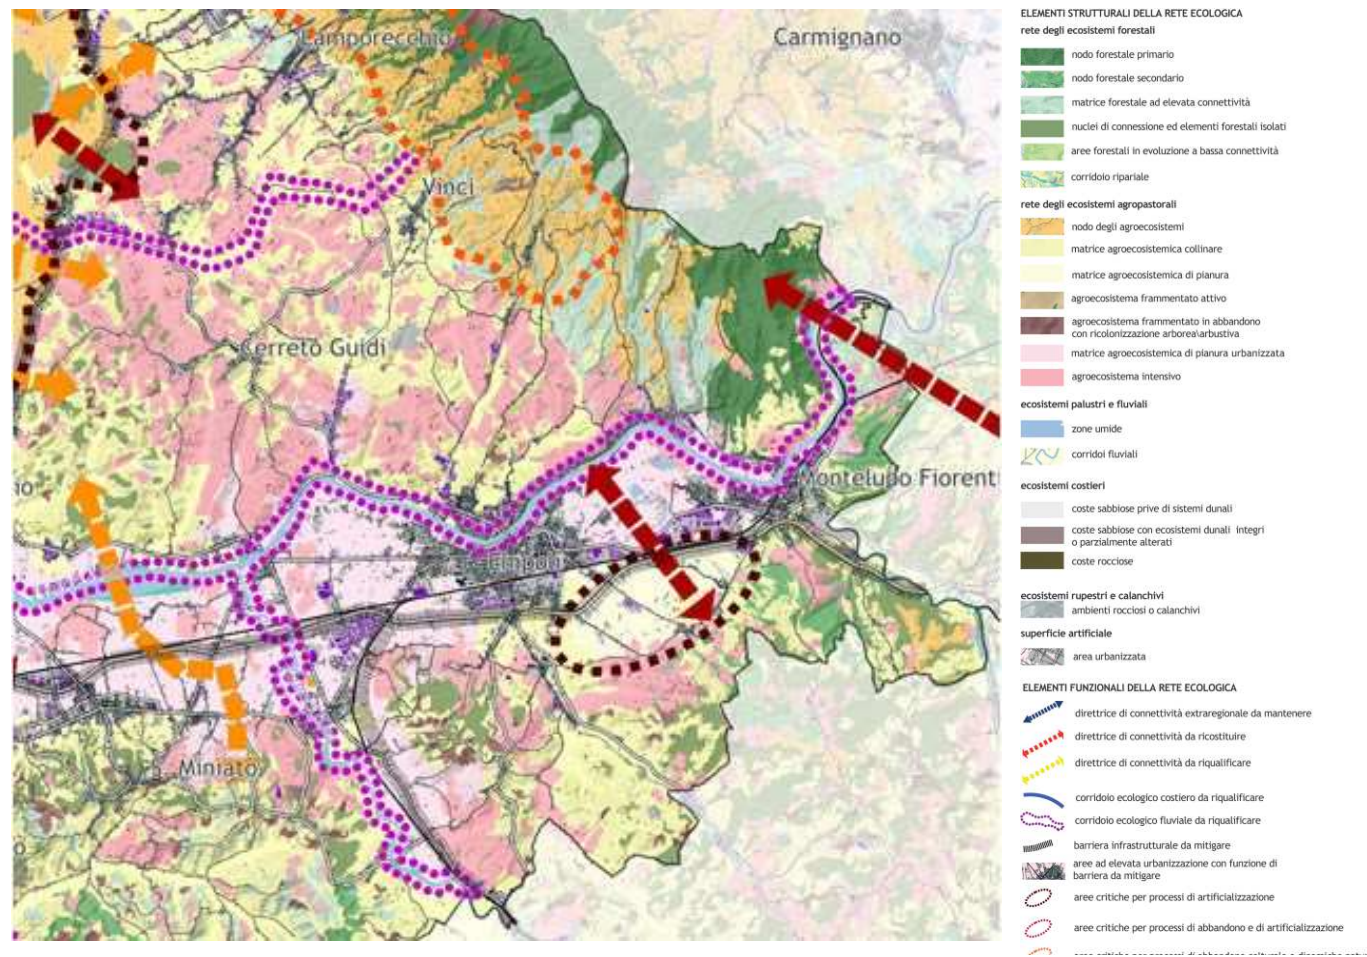 Lamporecchio
Carmignano
Vinci
Cerreto Guidi
Montelupo Fiorenti
Empoli
Miniato
ELEMENTI STRUTTURALI DELLA RETE ECOLOGICA
rete degli ecosistemi forestali
nodo forestale primario
nodo forestale secondario
matrice forestale ad elevata connettività
nuclei di connessione ed elementi forestali isolati
aree forestali in evoluzione a bassa connettività
corridoio ripariale
rete degli ecosistemi agropastorali
nodo degli agroecosistemi
matrice agroecosistemica collinare
matrice agroecosistemica di pianura
agroecosistema frammentato attivo
agroecosistema frammentato in abbandono
con ricolonizzazione arborea\arbustiva
matrice agroecosistemica di pianura urbanizzata
agroecosistema intensivo
ecosistemi palustri e fluviali
zone umide
corridoi fluviali
ecosistemi costieri
coste sabbiose prive di sistemi dunali
coste sabbiose con ecosistemi dunali integri
o parzialmente alterati
coste rocciose
ecosistemi rupestri e calanchivi
ambienti rocciosi o calanchivi
superficie artificiale
area urbanizzata
ELEMENTI FUNZIONALI DELLA RETE ECOLOGICA
direttrice di connettività extraregionale da mantenere
direttrice di connettività da ricostituire
direttrice di connettività da riqualificare
corridoio ecologico costiero da riqualificare
corridoio ecologico fluviale da riqualificare
barriera infrastrutturale da mitigare
aree ad elevata urbanizzazione con funzione di
barriera da mitigare
aree critiche per processi di artificializzazione
aree critiche per processi di abbandono e di artificializzazione